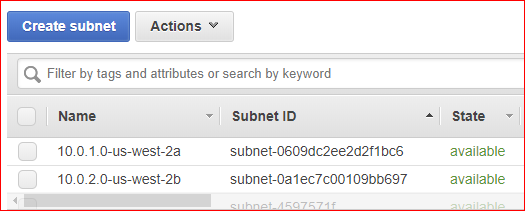 Create subnet Actions
Filter by tags and attributes or search by keyword
Name Subnet ID State
10.0.1.0-us-west-2a subnet-0609dc2ee2d2f1bc6 available
10.0.2.0-us-west-2b subnet-0a1ec7c00109bb697 available
subnet-4597571f